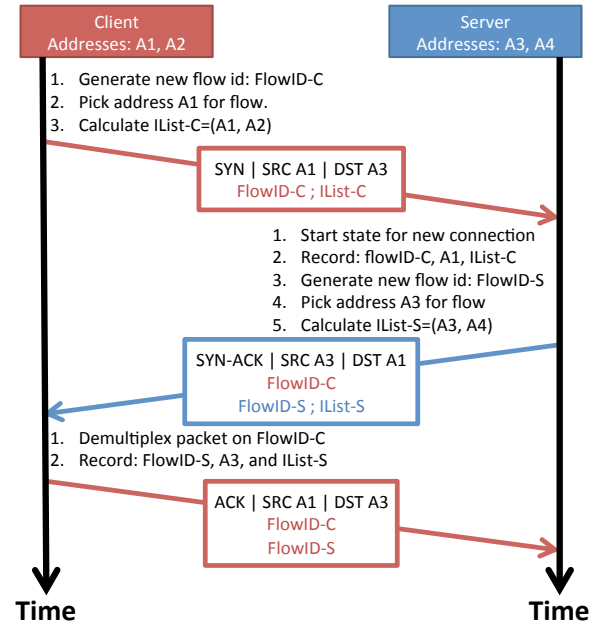 Client
Addresses: A1, A2
Server
Addresses: A3, A4
1. Generate new flow id: FlowID-C
2. Pick address A1 for flow.
3. Calculate IList-C=(A1, A2)
SYN | SRC A1 | DST A3
FlowID-C ; IList-C
1. Start state for new connection
2. Record: flowID-C, A1, IList-C
3. Generate new flow id: FlowID-S
4. Pick address A3 for flow
5. Calculate IList-S=(A3, A4)
SYN-ACK | SRC A3 | DST A1
FlowID-C
FlowID-S ; IList-S
1. Demultiplex packet on FlowID-C
2. Record: FlowID-S, A3, and IList-S
ACK | SRC A1 | DST A3
FlowID-C
FlowID-S
Time
Time